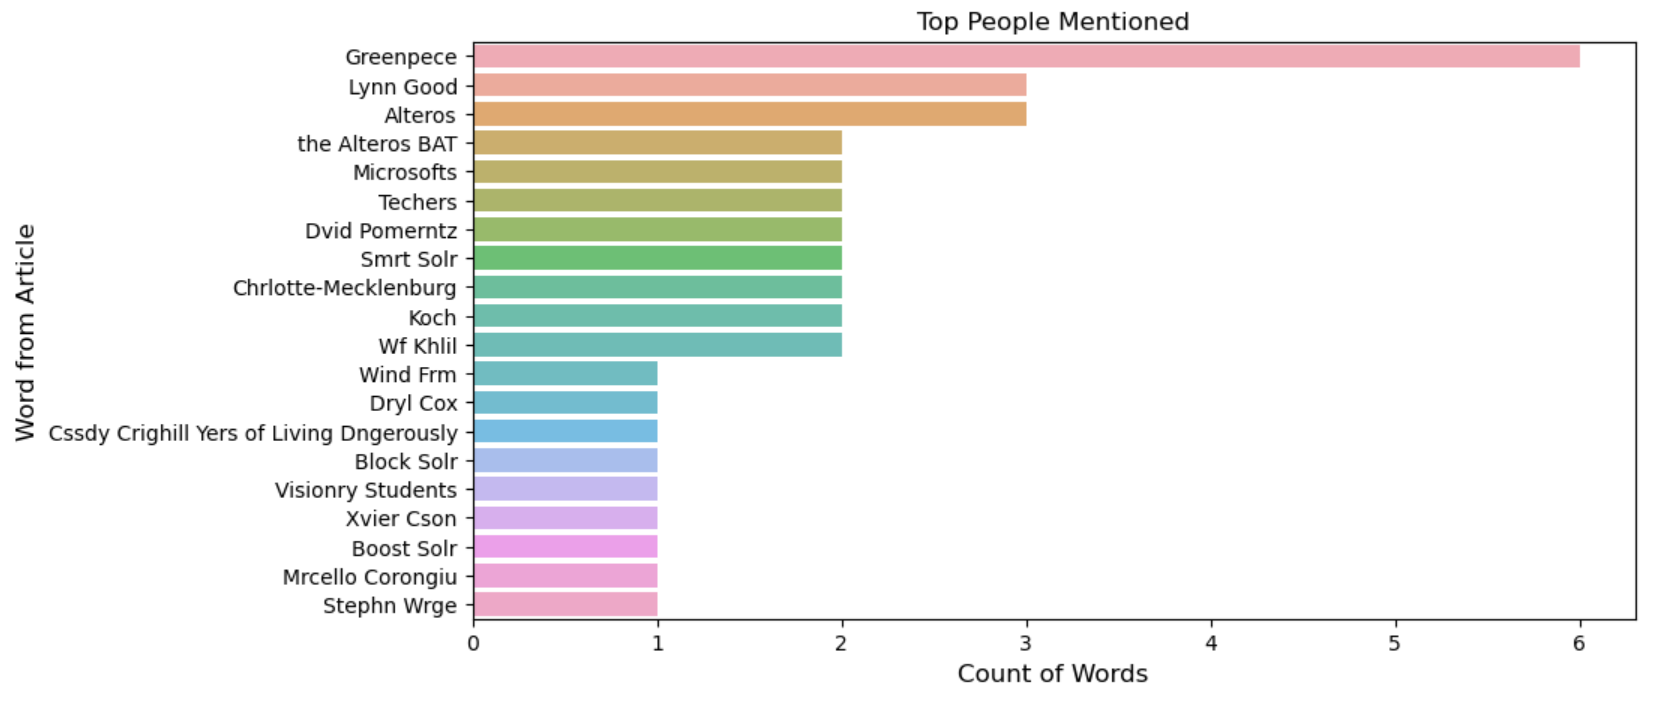 Top People Mentioned
Word from Article
Greenpece
Lynn Good
Alteros
the Alteros BAT
Microsofts
Techers
Dvid Pomerntz
Smrt Solr
Chrlotte-Mecklenburg
Koch
Wf Khlil
Wind Frm
Dryl Cox
Cssdy Crighill Yers of Living Dngerously
Block Solr
Visionry Students
Xvier Cson
Boost Solr
Mrcello Corongiu
Stephn Wrge
0 1 2 3 4 5 6
Count of Words